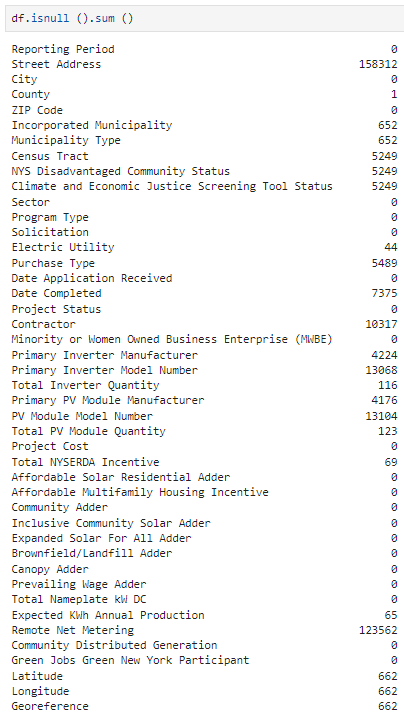 df.isnull ().sum ()
Reporting Period 0
Street Address 158312
City 0
County 1
ZIP Code 0
Incorporated Municipality 652
Municipality Type 652
Census Tract 5249
NYS Disadvantaged Community Status 5249
Climate and Economic Justice Screening Tool Status 5249
Sector 0
Program Type 0
Solicitation 0
Electric Utility 44
Purchase Type 5489
Date Application Received 0
Date Completed 7375
Project Status 0
Contractor 10317
Minority or Women Owned Business Enterprise (MWBE) 0
Primary Inverter Manufacturer 4224
Primary Inverter Model Number 13068
Total Inverter Quantity 116
Primary PV Module Manufacturer 4176
PV Module Model Number 13104
Total PV Module Quantity 123
Project Cost 0
Total NYSERDA Incentive 69
Affordable Solar Residential Adder 0
Affordable Multifamily Housing Incentive 0
Community Adder 0
Inclusive Community Solar Adder 0
Expanded Solar For All Adder 0
Brownfield/Landfill Adder 0
Canopy Adder 0
Prevailing Wage Adder 0
Total Nameplate kW DC 0
Expected KWh Annual Production 65
Remote Net Metering 123562
Community Distributed Generation 0
Green Jobs Green New York Participant 0
Latitude 662
Longitude 662
Georeference 662